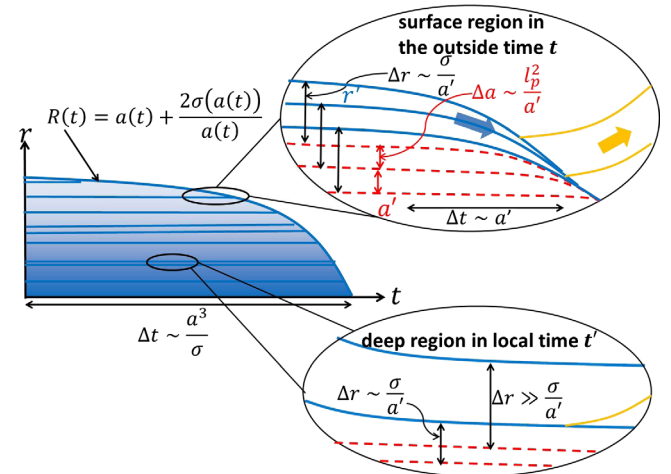 surface region in
the outside time t
Δr ~ σ/a′
Δa ~ l_p^2/a′
r′
a′
Δt ~ a′
R(t) = a(t) + 2σ(a(t))/a(t)
r
t
Δt ~ a^3/σ
deep region in local time t′
Δr ~ σ/a′
Δr ≫ σ/a′